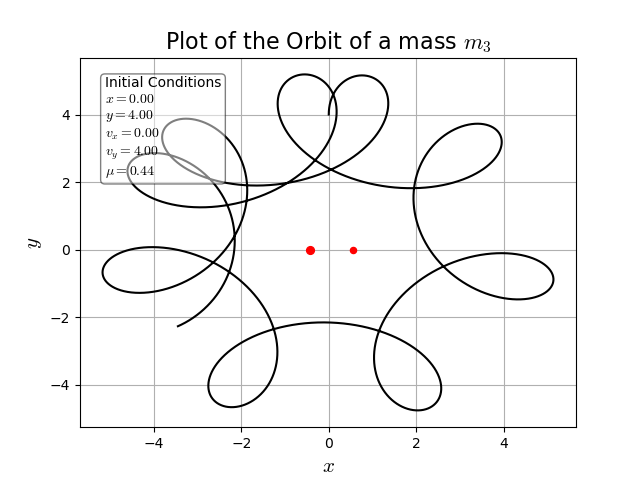 Plot of the Orbit of a mass m₃
Initial Conditions
x = 0.00
y = 4.00
vₓ = 0.00
v_y = 4.00
μ = 0.44
4
2
0
−2
−4
y
−4
−2
0
2
4
x